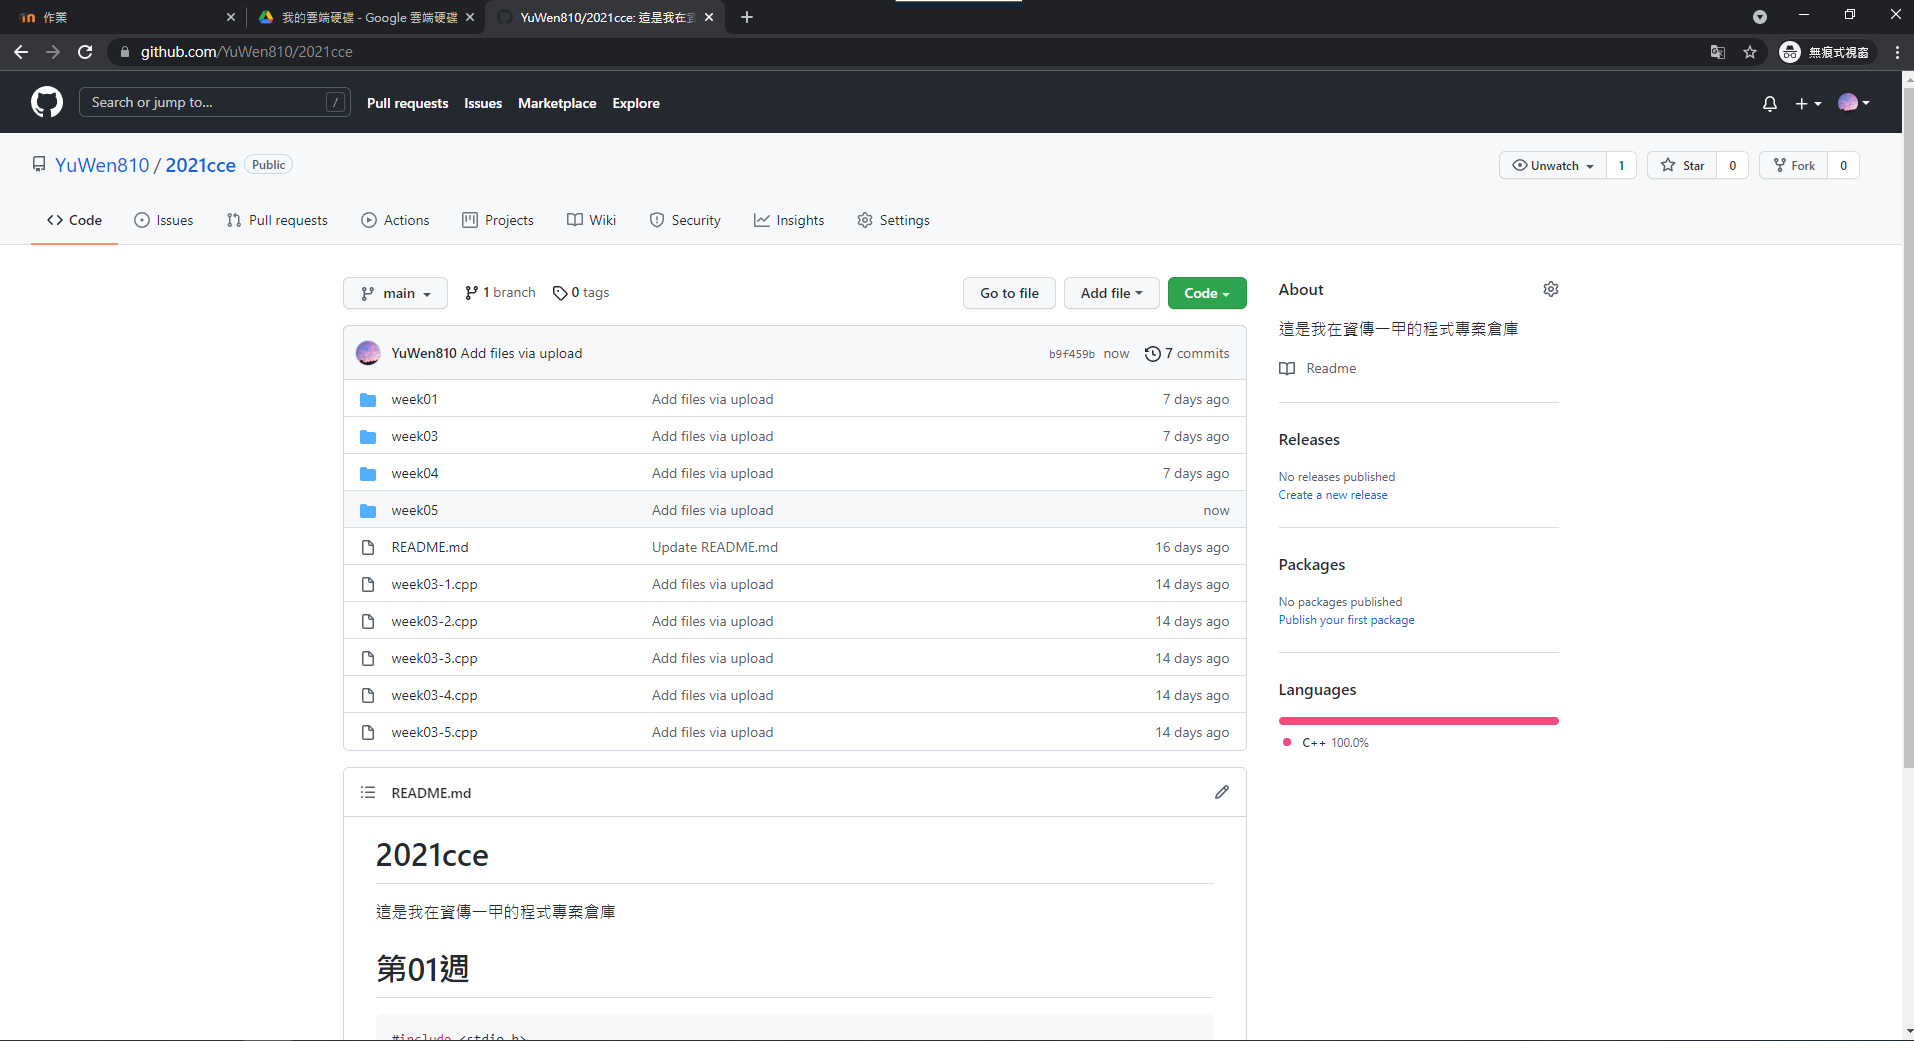 作業
我的雲端硬碟 - Google 雲端硬碟
YuWen810/2021cce: 這是我在資
github.com/YuWen810/2021cce
無痕式視窗
Search or jump to...
/
Pull requests
Issues
Marketplace
Explore
YuWen810 / 2021cce
Public
Unwatch
1
Star
0
Fork
0
Code
Issues
Pull requests
Actions
Projects
Wiki
Security
Insights
Settings
main
1 branch
0 tags
Go to file
Add file
Code
YuWen810 Add files via upload
b9f459b now
7 commits
week01 Add files via upload 7 days ago
week03 Add files via upload 7 days ago
week04 Add files via upload 7 days ago
week05 Add files via upload now
README.md Update README.md 16 days ago
week03-1.cpp Add files via upload 14 days ago
week03-2.cpp Add files via upload 14 days ago
week03-3.cpp Add files via upload 14 days ago
week03-4.cpp Add files via upload 14 days ago
week03-5.cpp Add files via upload 14 days ago
README.md
2021cce
這是我在資傳一甲的程式專案倉庫
第01週
#include <stdio.h>
About
這是我在資傳一甲的程式專案倉庫
Readme
Releases
No releases published
Create a new release
Packages
No packages published
Publish your first package
Languages
C++ 100.0%